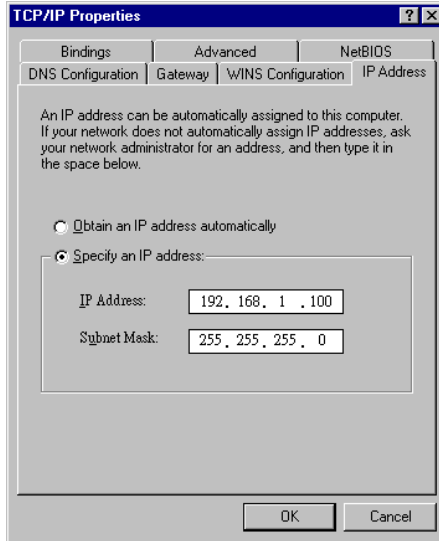 TCP/IP Properties
Bindings Advanced NetBIOS
DNS Configuration Gateway WINS Configuration IP Address
An IP address can be automatically assigned to this computer.
If your network does not automatically assign IP addresses, ask
your network administrator for an address, and then type it in
the space below.
Obtain an IP address automatically
Specify an IP address:
IP Address: 192. 168. 1 .100
Subnet Mask: 255. 255. 255. 0
OK Cancel